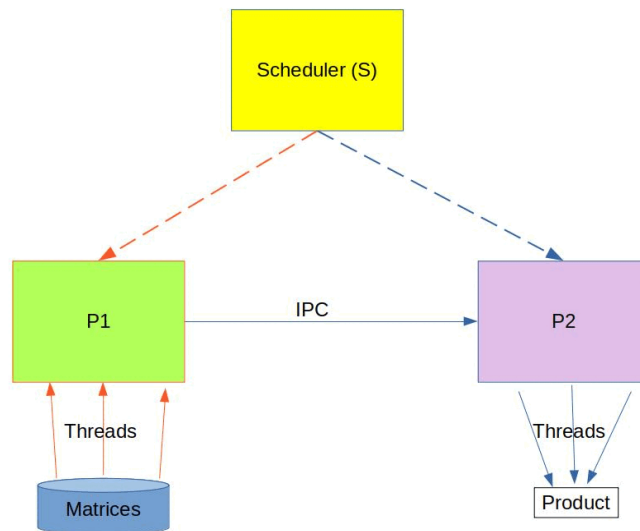 Scheduler (S)
P1
IPC
P2
Threads
Threads
Matrices
Product